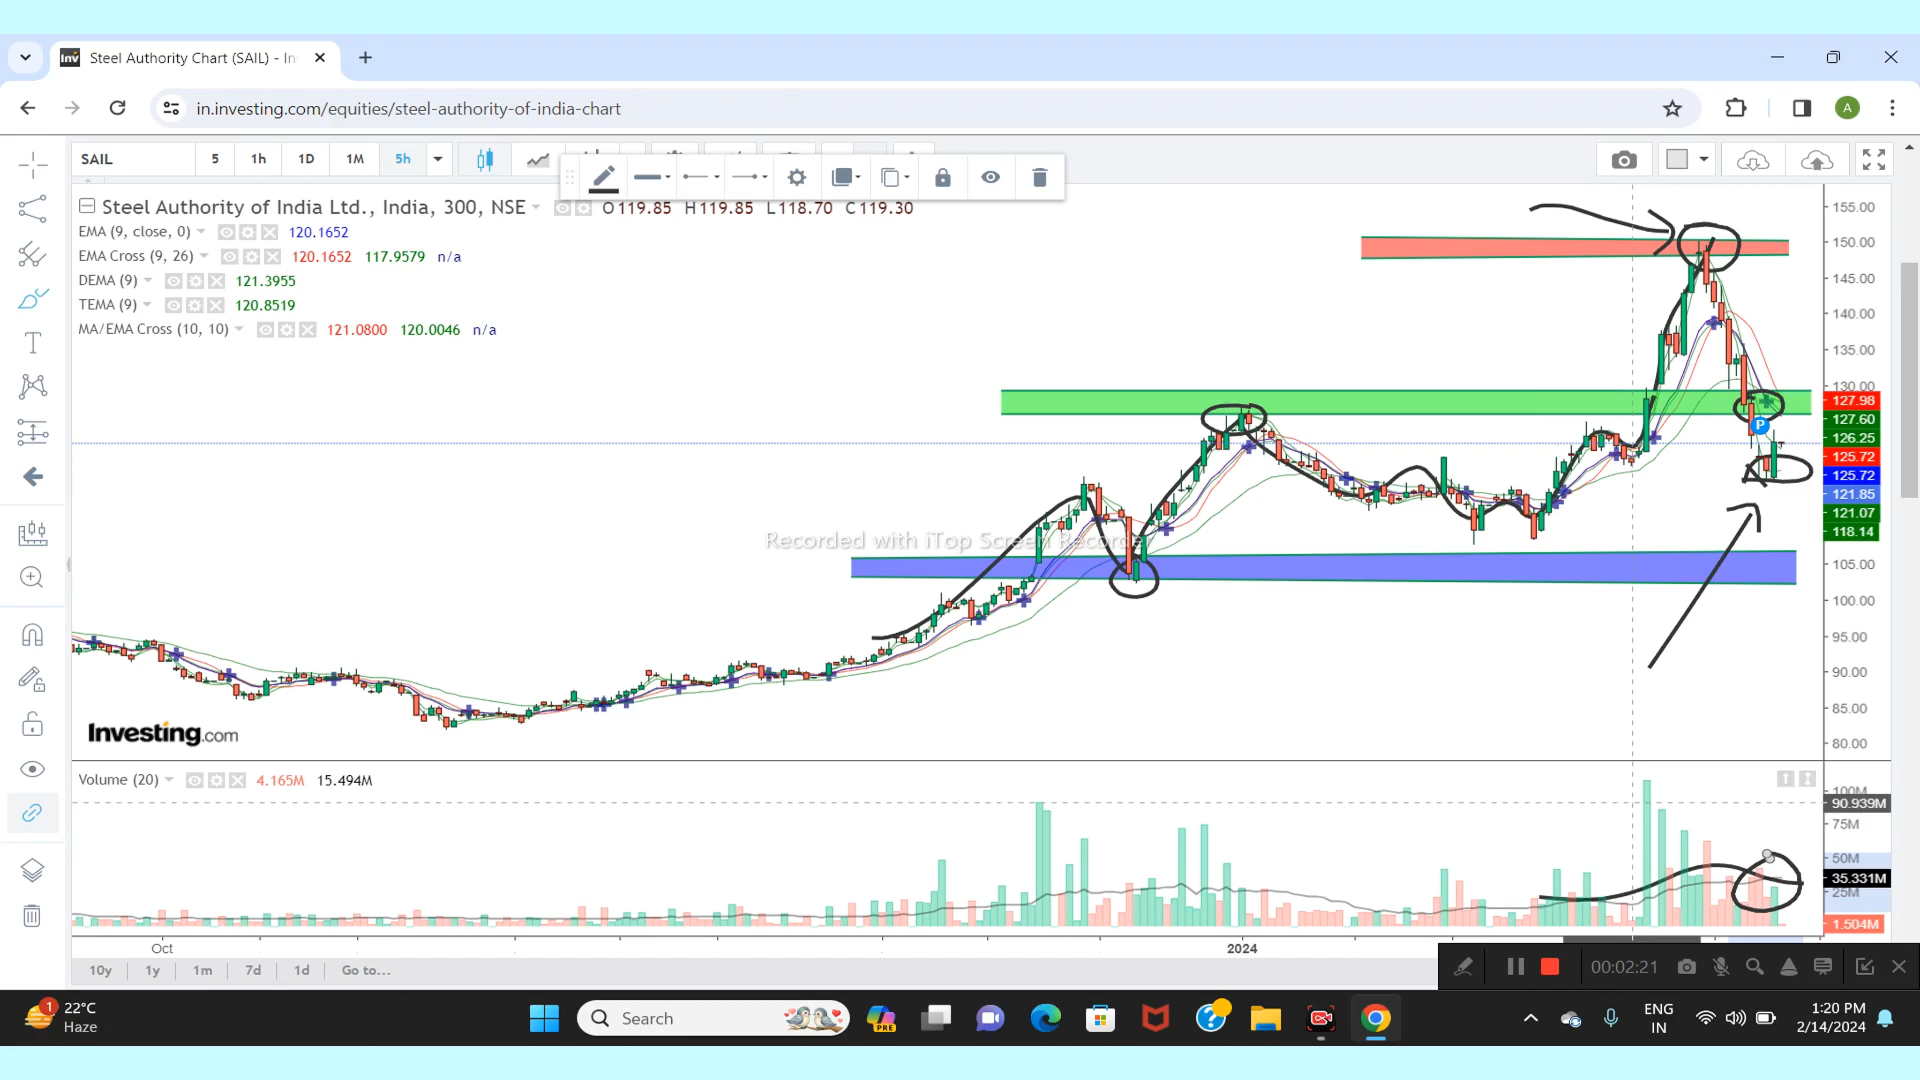 Steel Authority Chart (SAIL) - In
in.investing.com/equities/steel-authority-of-india-chart
A
SAIL 5 1h 1D 1M 5h
Steel Authority of India Ltd., India, 300, NSE O119.85 H119.85 L118.70 C119.30
EMA (9, close, 0) 120.1652
EMA Cross (9, 26) 120.1652 117.9579 n/a
DEMA (9) 121.3955
TEMA (9) 120.8519
MA/EMA Cross (10, 10) 121.0800 120.0046 n/a
155.00
150.00
145.00
140.00
135.00
130.00
127.98
127.60
126.25
125.72
125.72
121.85
121.07
118.14
105.00
100.00
95.00
90.00
85.00
80.00
P
Recorded with iTop Screen Recorder
Investing.com
Volume (20) 4.165M 15.494M
100M
90.939M
75M
50M
35.331M
25M
1.504M
Oct 2024
10y 1y 1m 7d 1d Go to...
00:02:21
1
22°C
Haze
Search
PRE
ENG
IN
1:20 PM
2/14/2024